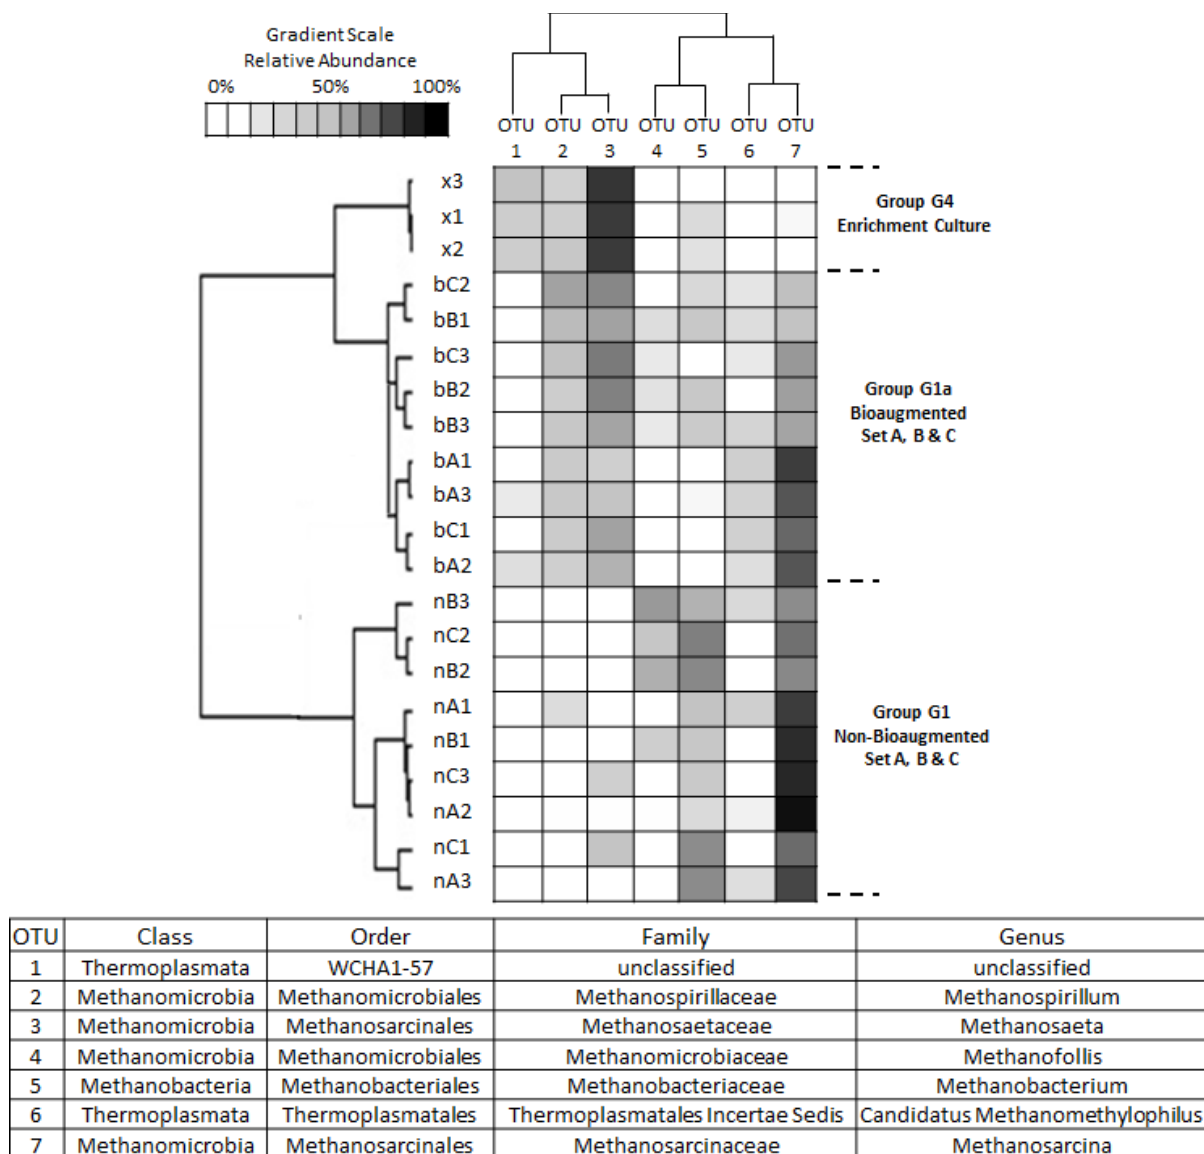 Gradient Scale
Relative Abundance
0% 50% 100%
OTU OTU OTU OTU OTU OTU OTU
1 2 3 4 5 6 7
x3
x1
x2
Group G4
Enrichment Culture
bC2
bB1
bC3
bB2
bB3
bA1
bA3
bC1
bA2
Group G1a
Bioaugmented
Set A, B & C
nB3
nC2
nB2
nA1
nB1
nC3
nA2
nC1
nA3
Group G1
Non-Bioaugmented
Set A, B & C
OTU Class Order Family Genus
1 Thermoplasmata WCHA1-57 unclassified unclassified
2 Methanomicrobia Methanomicrobiales Methanospirillaceae Methanospirillum
3 Methanomicrobia Methanosarcinales Methanosaetaceae Methanosaeta
4 Methanomicrobia Methanomicrobiales Methanomicrobiaceae Methanofollis
5 Methanobacteria Methanobacteriales Methanobacteriaceae Methanobacterium
6 Thermoplasmata Thermoplasmatales Thermoplasmatales Incertae Sedis Candidatus Methanomethylophilus
7 Methanomicrobia Methanosarcinales Methanosarcinaceae Methanosarcina